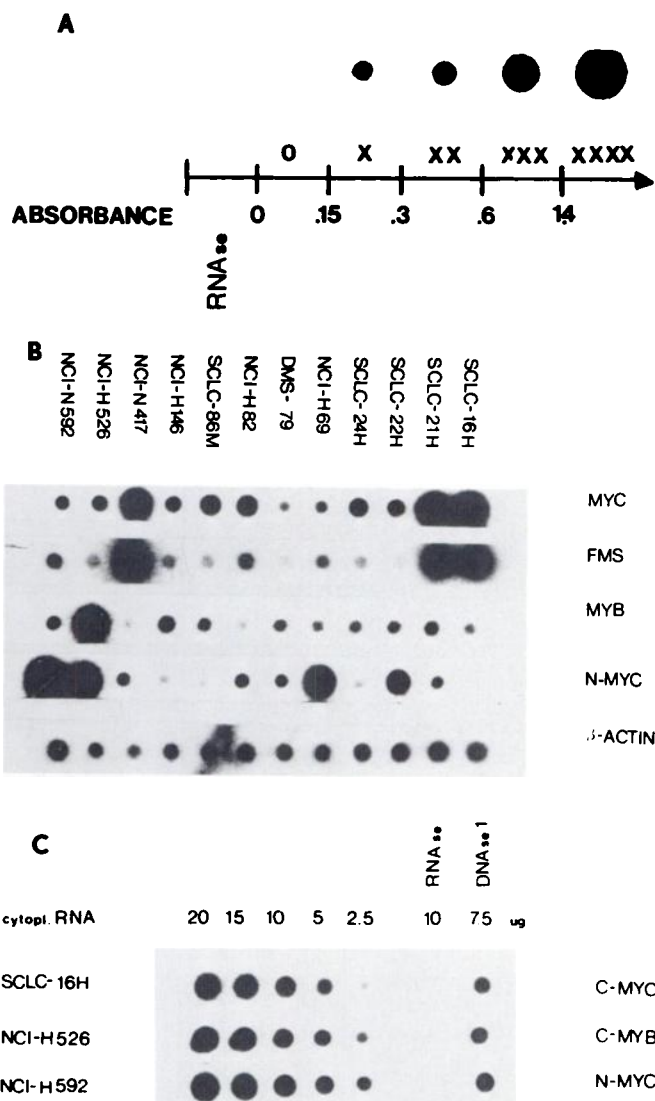 A
O X XX XXX XXXX
ABSORBANCE 0 .15 .3 .6 1.4
RNAse
B
NCI-N592
NCI-H526
NCI-N417
NCI-H146
SCLC-86M
NCI-H82
DMS-79
NCI-H69
SCLC-24H
SCLC-22H
SCLC-21H
SCLC-16H
MYC
FMS
MYB
N-MYC
β-ACTIN
C
RNAse
DNAse 1
cytopl. RNA 20 15 10 5 2.5 10 75 ug
SCLC-16H C-MYC
NCI-H526 C-MYB
NCI-H592 N-MYC